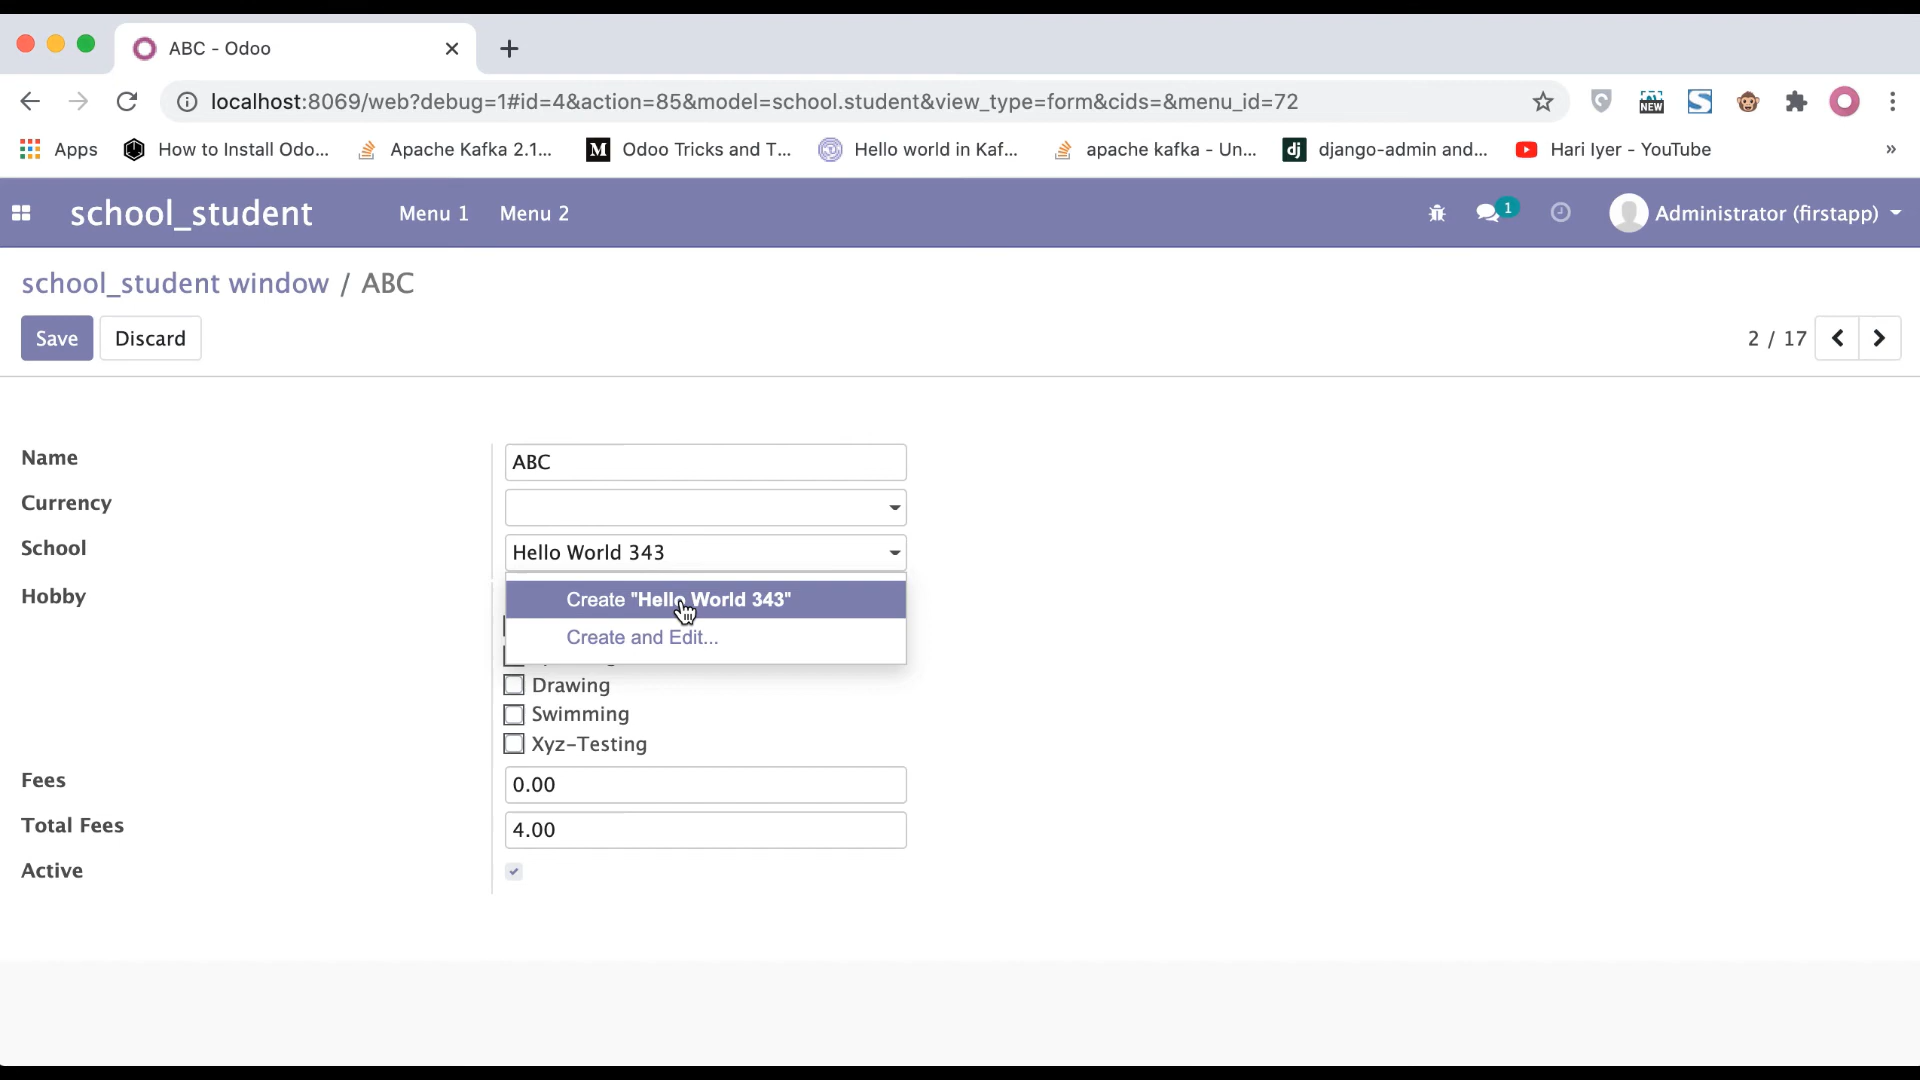 ABC - Odoo
localhost:8069/web?debug=1#id=4&action=85&model=school.student&view_type=form&cids=&menu_id=72
NEW
Apps
How to Install Odo...
Apache Kafka 2.1...
M
Odoo Tricks and T...
Hello world in Kaf...
apache kafka - Un...
dj
django-admin and...
Hari Iyer - YouTube
»
school_student
Menu 1
Menu 2
1
Administrator (firstapp)
school_student window / ABC
Save
Discard
2 / 17
Name
ABC
Currency
School
Hello World 343
Create "Hello World 343"
Create and Edit...
Hobby
Drawing
Swimming
Xyz-Testing
Fees
0.00
Total Fees
4.00
Active